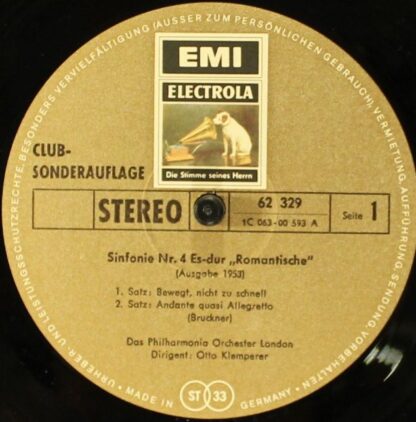 EMI
ELECTROLA
Die Stimme seines Herrn
CLUB-
SONDERAUFLAGE
STEREO
62 329
1C 063-00 593 A
Seite 1
Sinfonie Nr. 4 Es-dur „Romantische“
(Ausgabe 1953)
1. Satz: Bewegt, nicht zu schnell
2. Satz: Andante quasi Allegretto
(Bruckner)
Das Philharmonia Orchester London
Dirigent: Otto Klemperer
URHEBER- UND LEISTUNGSSCHUTZRECHTE, BESONDERS VERVIELFÄLTIGUNG (AUSSER ZUM PERSÖNLICHEN GEBRAUCH), VERMIETUNG, AUFFÜHRUNG, SENDUNG, VORBEHALTEN
MADE IN GERMANY
ST 33